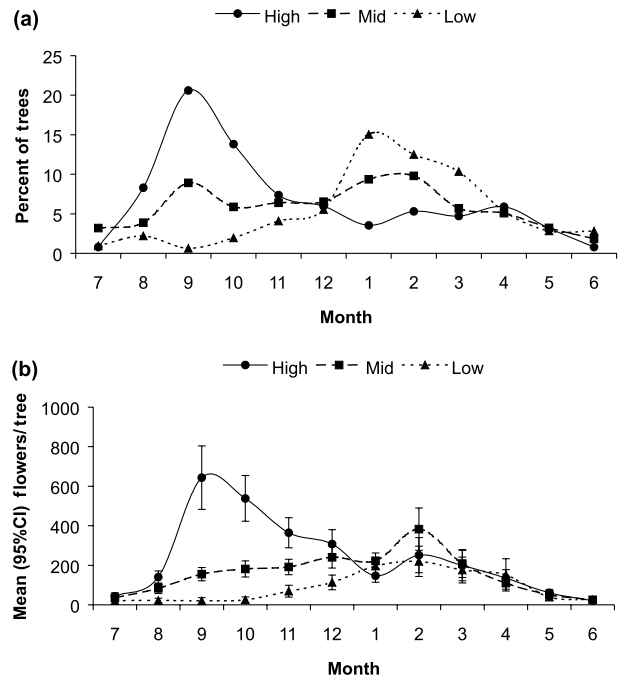 (a)
High Mid Low
25
20
15
10
5
0
Percent of trees
7 8 9 10 11 12 1 2 3 4 5 6
Month
(b)
High Mid Low
1000
800
600
400
200
0
Mean (95%CI) flowers/tree
7 8 9 10 11 12 1 2 3 4 5 6
Month